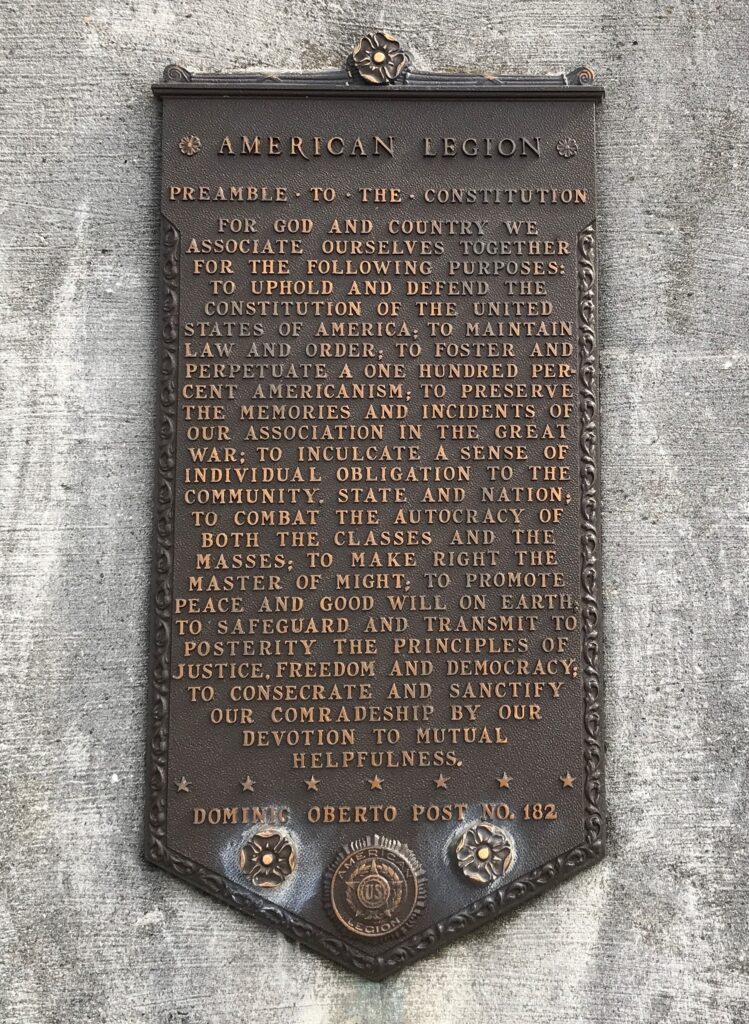 AMERICAN LEGION
PREAMBLE · TO · THE · CONSTITUTION
FOR GOD AND COUNTRY WE
ASSOCIATE OURSELVES TOGETHER
FOR THE FOLLOWING PURPOSES:
TO UPHOLD AND DEFEND THE
CONSTITUTION OF THE UNITED
STATES OF AMERICA; TO MAINTAIN
LAW AND ORDER; TO FOSTER AND
PERPETUATE A ONE HUNDRED PER-
CENT AMERICANISM; TO PRESERVE
THE MEMORIES AND INCIDENTS OF
OUR ASSOCIATION IN THE GREAT
WAR; TO INCULCATE A SENSE OF
INDIVIDUAL OBLIGATION TO THE
COMMUNITY, STATE AND NATION;
TO COMBAT THE AUTOCRACY OF
BOTH THE CLASSES AND THE
MASSES; TO MAKE RIGHT THE
MASTER OF MIGHT; TO PROMOTE
PEACE AND GOOD WILL ON EARTH;
TO SAFEGUARD AND TRANSMIT TO
POSTERITY THE PRINCIPLES OF
JUSTICE, FREEDOM AND DEMOCRACY;
TO CONSECRATE AND SANCTIFY
OUR COMRADESHIP BY OUR
DEVOTION TO MUTUAL
HELPFULNESS.
DOMINIC OBERTO POST NO. 182
AMERICAN
US
LEGION